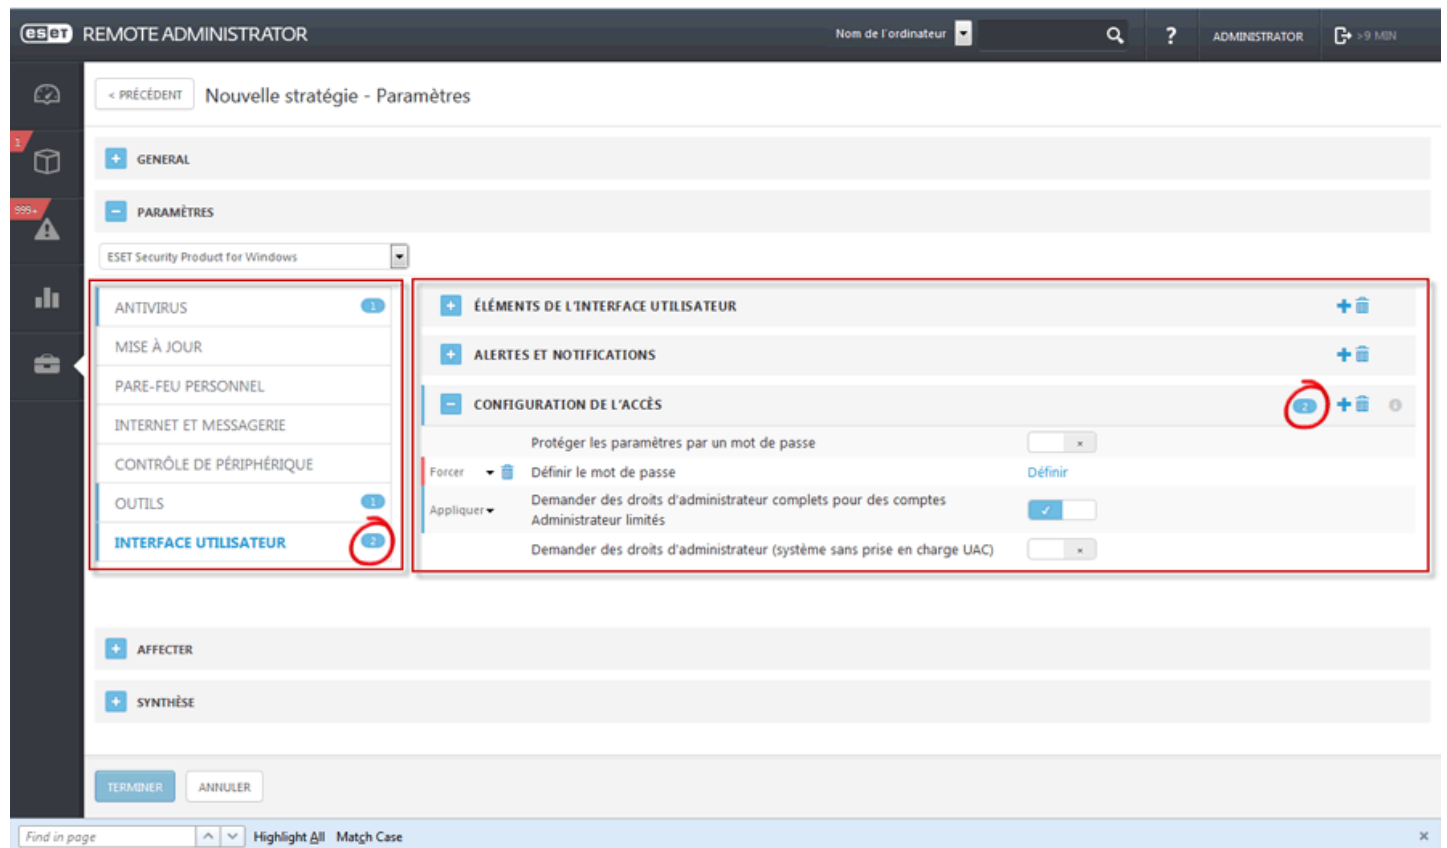 eset REMOTE ADMINISTRATOR
Nom de l'ordinateur
?
ADMINISTRATOR
>9 MIN
< PRÉCÉDENT
Nouvelle stratégie - Paramètres
1
GENERAL
999+
PARAMÈTRES
ESET Security Product for Windows
ANTIVIRUS 1
MISE À JOUR
PARE-FEU PERSONNEL
INTERNET ET MESSAGERIE
CONTRÔLE DE PÉRIPHÉRIQUE
OUTILS 1
INTERFACE UTILISATEUR 2
ÉLÉMENTS DE L'INTERFACE UTILISATEUR
ALERTES ET NOTIFICATIONS
CONFIGURATION DE L'ACCÈS 2
Protéger les paramètres par un mot de passe
Forcer Définir le mot de passe Définir
Appliquer Demander des droits d'administrateur complets pour des comptes
Administrateur limités
Demander des droits d'administrateur (système sans prise en charge UAC)
AFFECTER
SYNTHÈSE
TERMINER
ANNULER
Find in page
Highlight All
Match Case